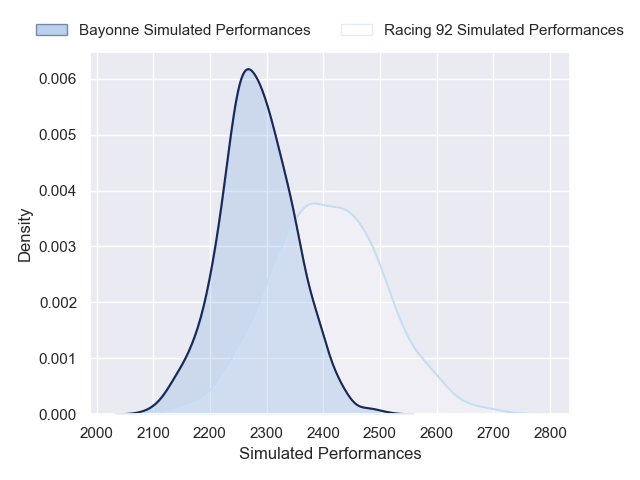 Bayonne Simulated Performances Racing 92 Simulated Performances
0.006
0.005
0.004
0.003
0.002
0.001
0.000
Density
2000 2100 2200 2300 2400 2500 2600 2700 2800
Simulated Performances